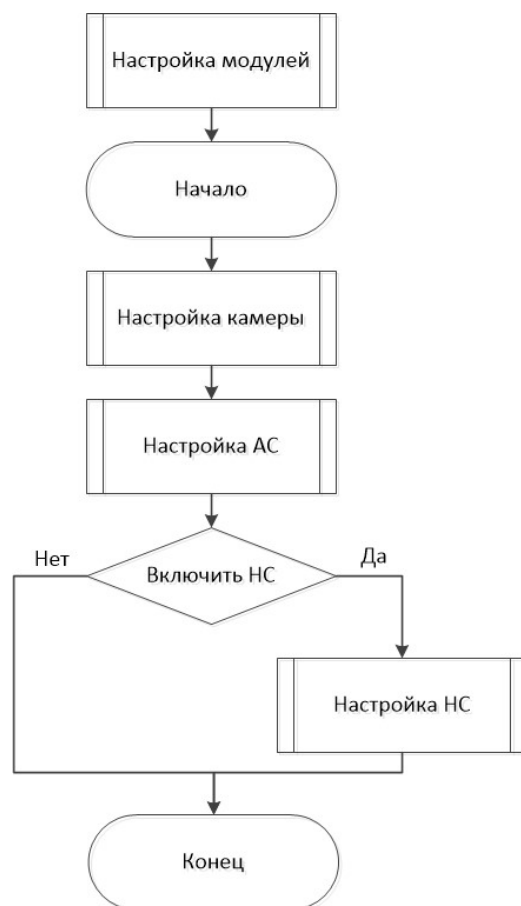 Настройка модулей
Начало
Настройка камеры
Настройка АС
Включить НС
Нет
Да
Настройка НС
Конец